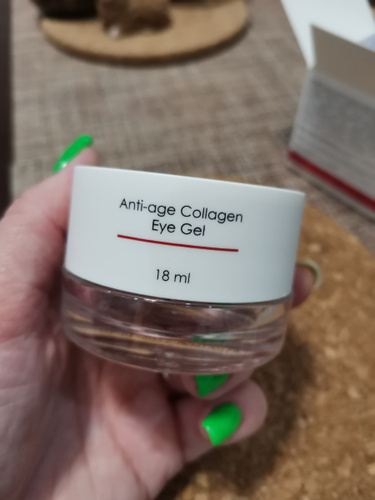 Anti-age Collagen
Eye Gel
18 ml